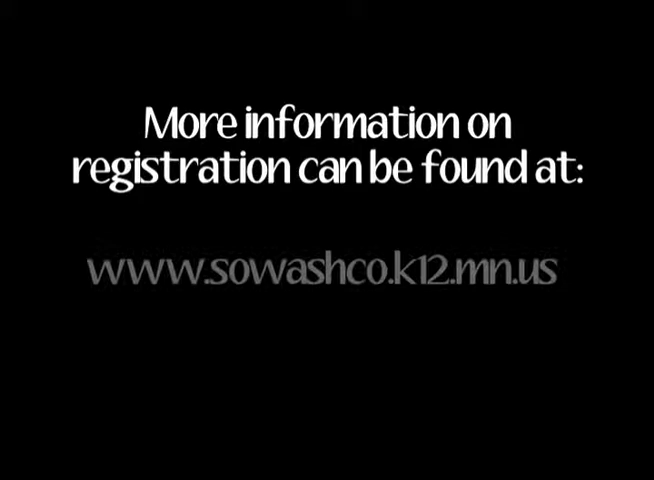 More information on
registration can be found at:
www.sowashco.k12.mn.us